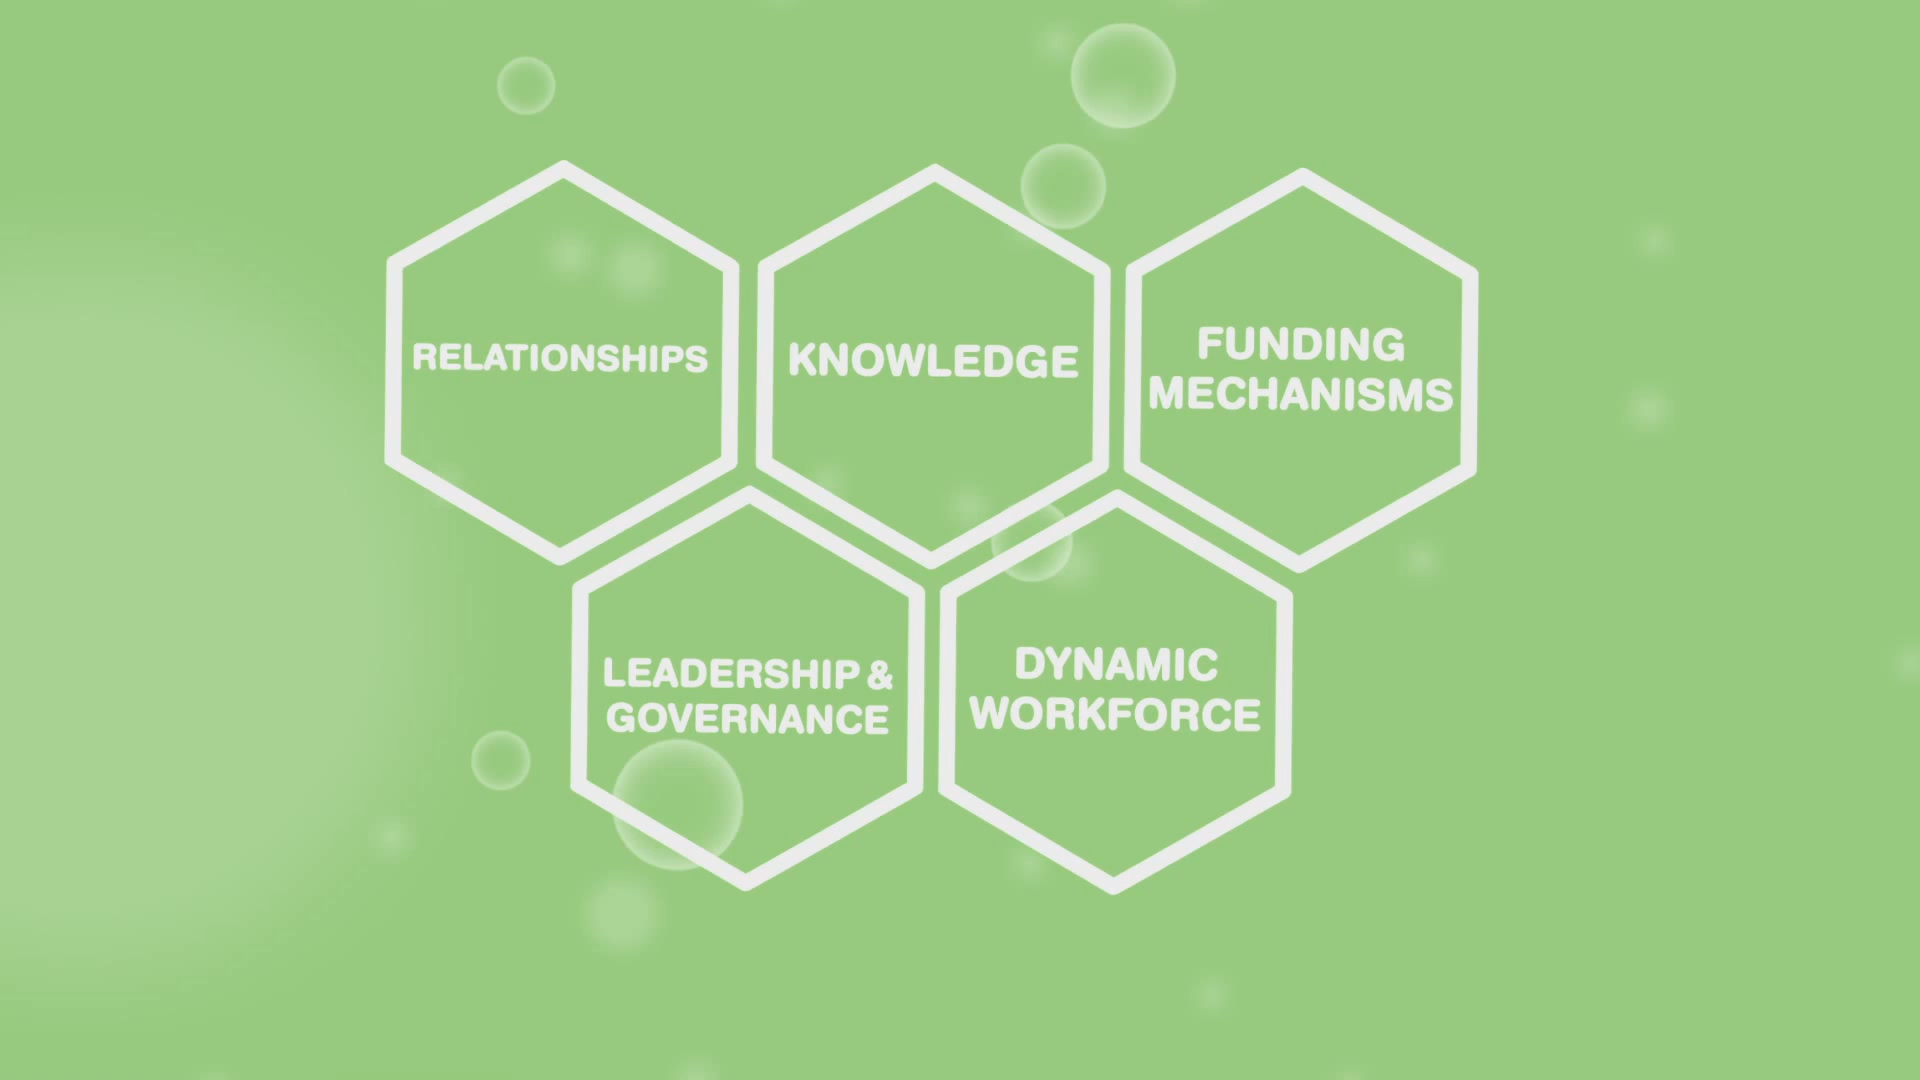 RELATIONSHIPS
KNOWLEDGE
FUNDING
MECHANISMS
LEADERSHIP &
GOVERNANCE
DYNAMIC
WORKFORCE